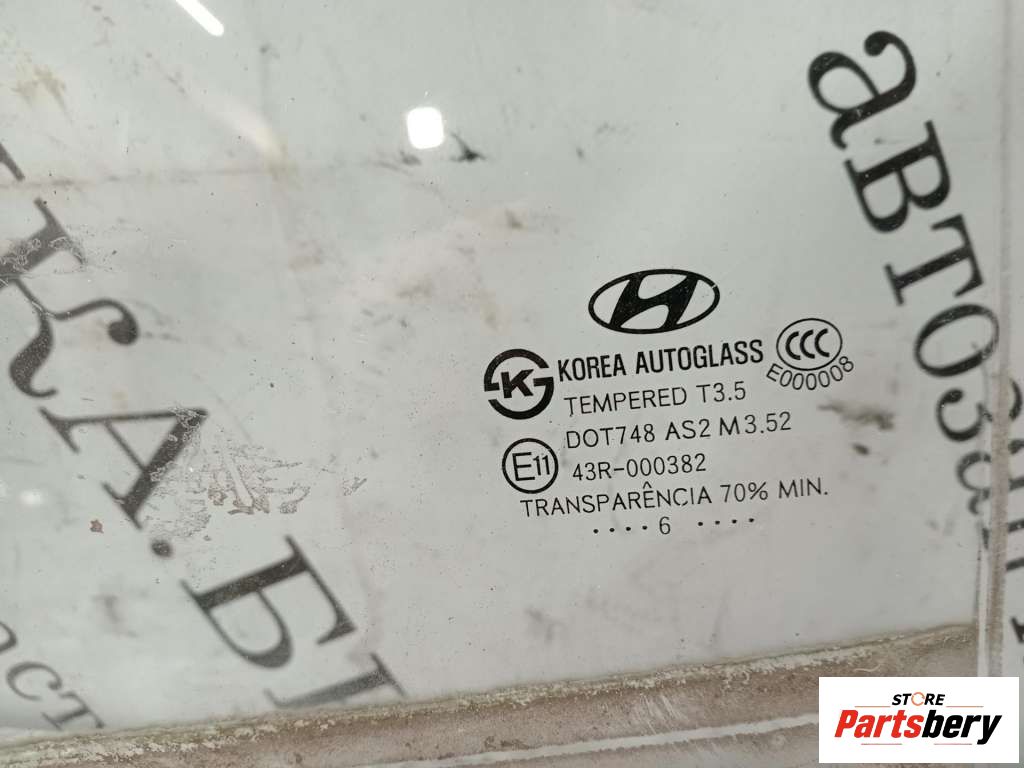 KOREA AUTOGLASS
K
CCC
E000008
TEMPERED T3.5
DOT748 AS2 M3.52
E11
43R-000382
TRANSPARÊNCIA 70% MIN.
....6 ....
STORE
Partsbery